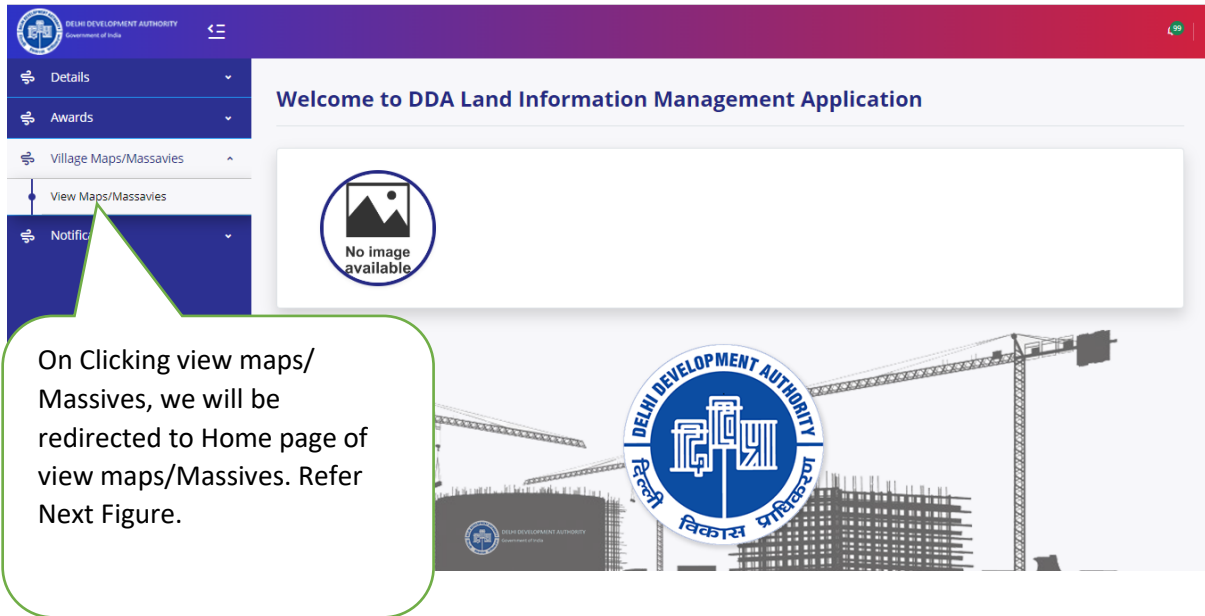 DELHI DEVELOPMENT AUTHORITY
Government of India
99
Details
Awards
Village Maps/Massavies
View Maps/Massavies
Notifica
Welcome to DDA Land Information Management Application
No image
available
On Clicking view maps/
Massives, we will be
redirected to Home page of
view maps/Massives. Refer
Next Figure.
DELHI DEVELOPMENT AUTHORITY
दिल्ली विकास प्राधिकरण
DELHI DEVELOPMENT AUTHORITY
Government of India